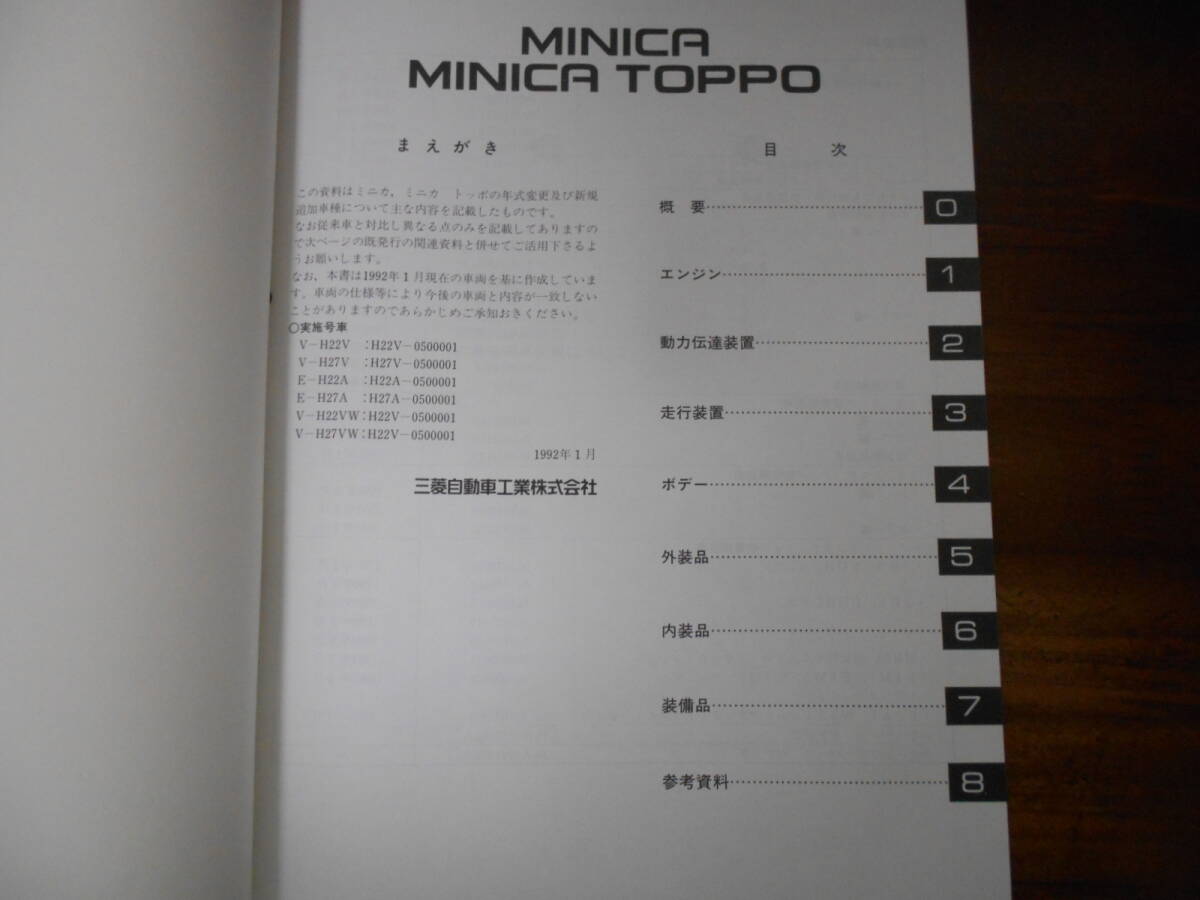 MINICA
MINICA TOPPO
まえがき
この資料はミニカ，ミニカ トッポの年式変更及び新規
追加車種について主な内容を記載したものです。
なお従来車と対比し異なる点のみを記載してありますの
で次ページの既発行の関連資料と併せてご活用下さるよ
うお願いします。
なお，本書は1992年1月現在の車両を基に作成していま
す。車両の仕様等により今後の車両と内容が一致しない
ことがありますのであらかじめご承知おきください。
○実施号車
V－H22V ：H22V－0500001
V－H27V ：H27V－0500001
E－H22A ：H22A－0500001
E－H27A ：H27A－0500001
V－H22VW：H22V－0500001
V－H27VW：H22V－0500001
1992年1月
三菱自動車工業株式会社
目 次
概 要 0
エンジン 1
動力伝達装置 2
走行装置 3
ボデー 4
外装品 5
内装品 6
装備品 7
参考資料 8